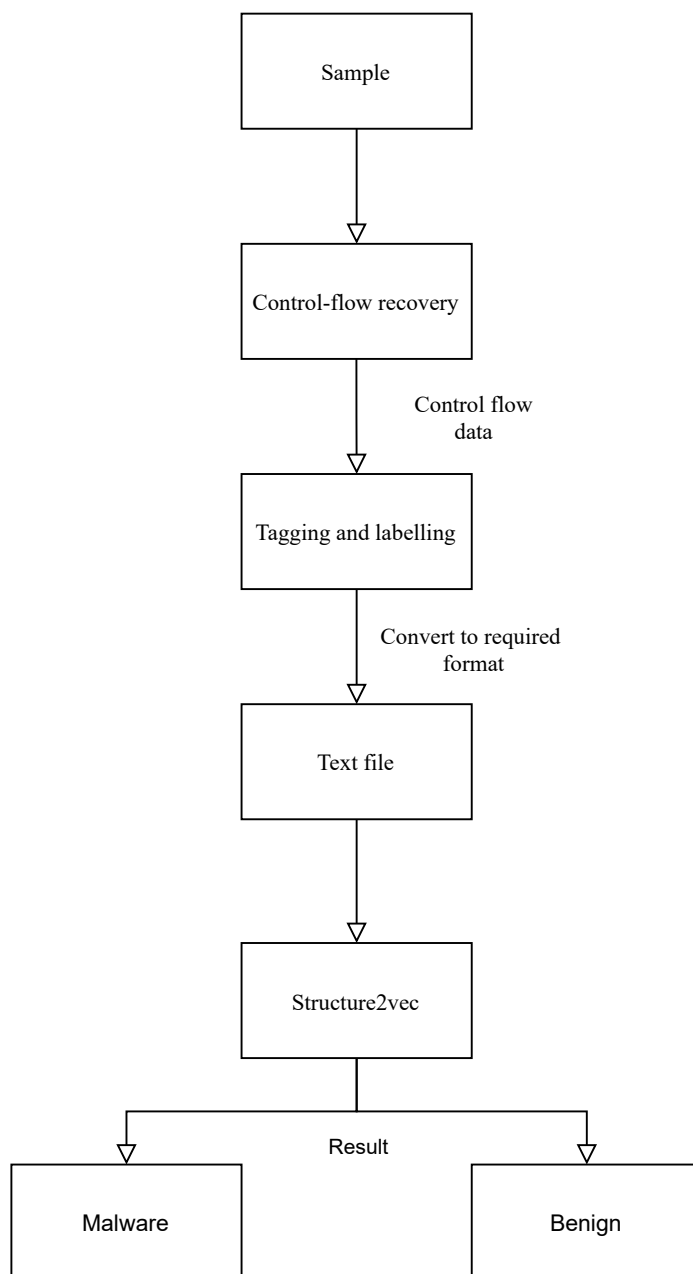 Sample
Control-flow recovery
Control flow
data
Tagging and labelling
Convert to required
format
Text file
Structure2vec
Result
Malware
Benign